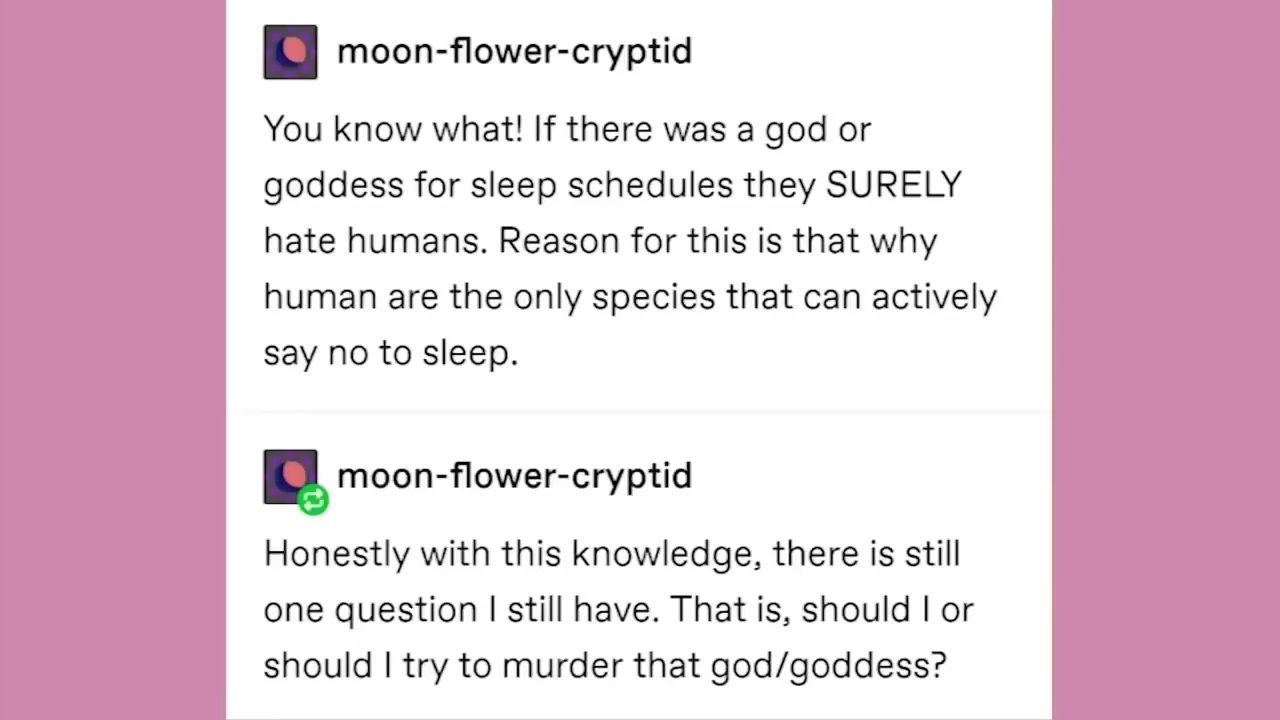 moon-flower-cryptid
You know what! If there was a god or
goddess for sleep schedules they SURELY
hate humans. Reason for this is that why
human are the only species that can actively
say no to sleep.
moon-flower-cryptid
Honestly with this knowledge, there is still
one question I still have. That is, should I or
should I try to murder that god/goddess?